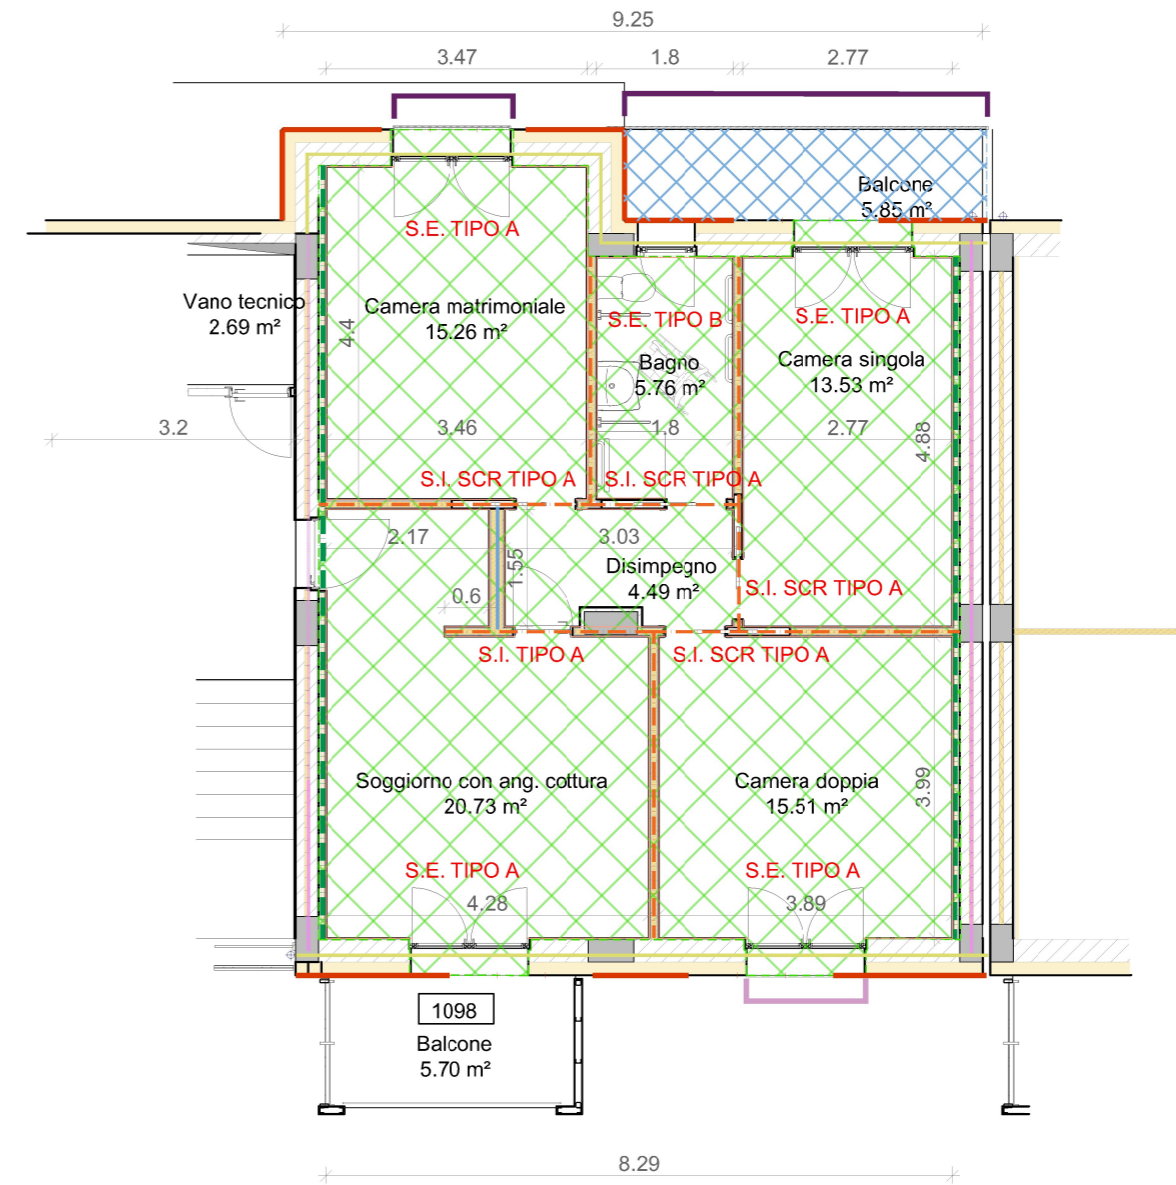 9.25
3.47
1.8
2.77
Balcone
5.85 m²
S.E. TIPO A
Vano tecnico
2.69 m²
Camera matrimoniale
15.26 m²
4.4
S.E. TIPO B
Bagno
5.76 m²
S.E. TIPO A
Camera singola
13.53 m²
3.2
3.46
1.8
2.77
4.88
S.I. SCR TIPO A
S.I. SCR TIPO A
2.17
1.55
3.03
Disimpegno
4.49 m²
0.6
S.I. SCR TIPO A
S.I. TIPO A
S.I. SCR TIPO A
Soggiorno con ang. cottura
20.73 m²
Camera doppia
15.51 m²
3.99
S.E. TIPO A
S.E. TIPO A
4.28
3.89
1098
Balcone
5.70 m²
8.29